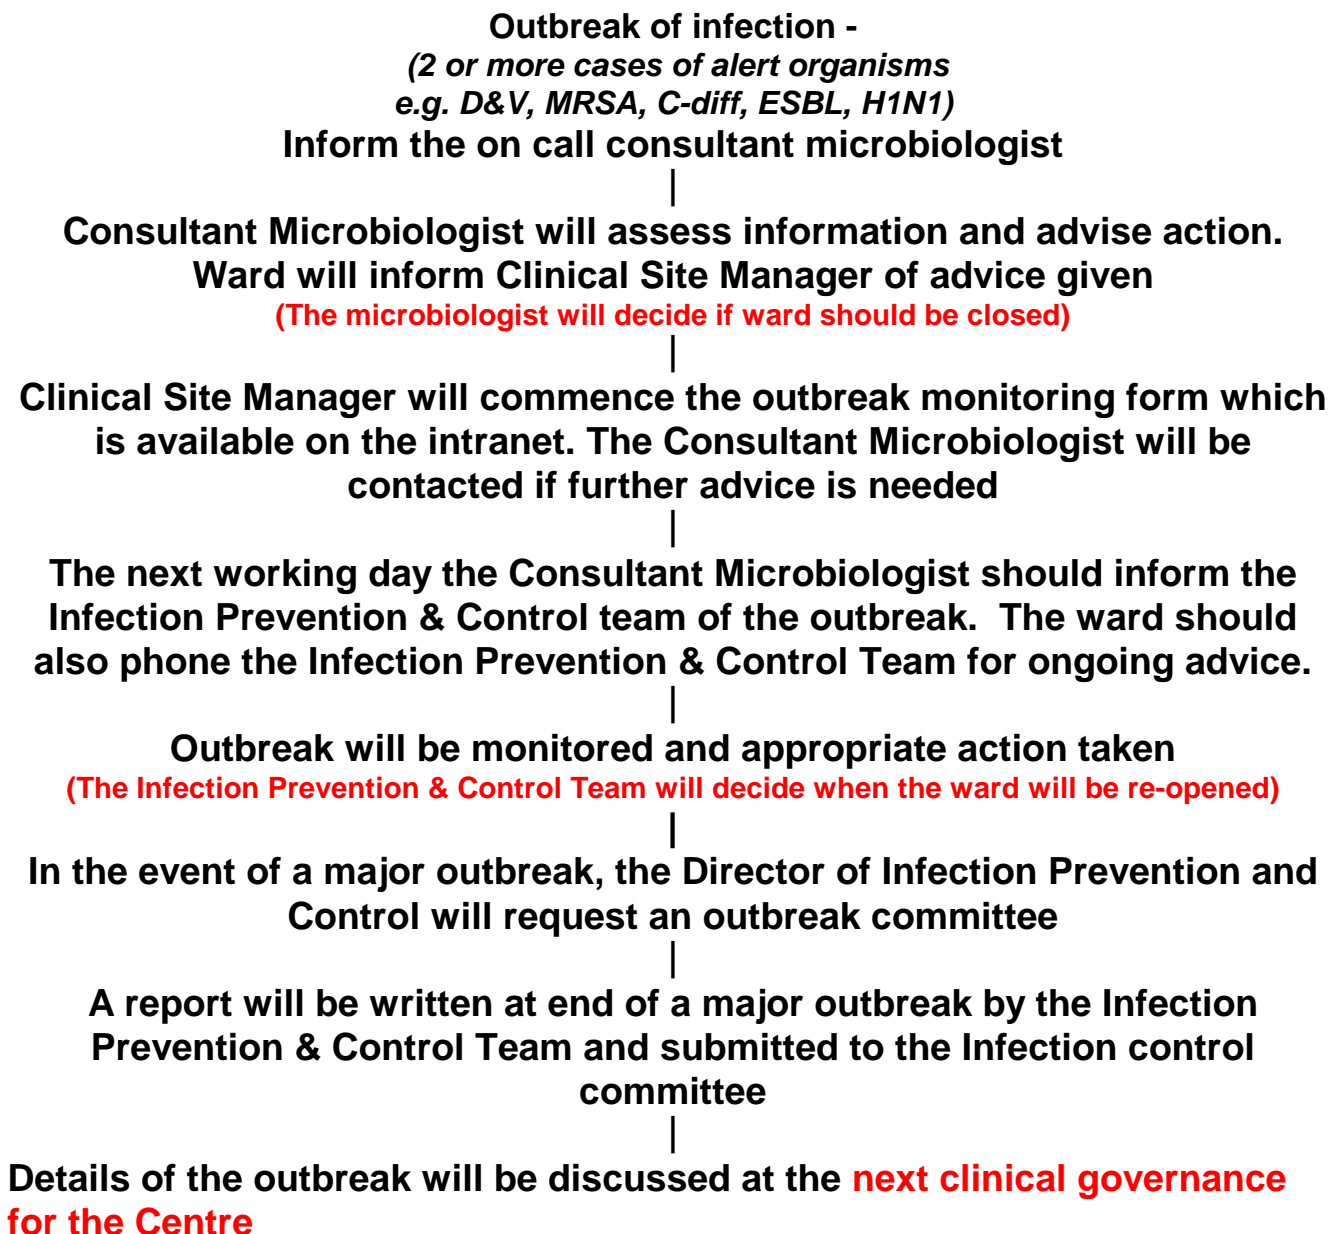 Outbreak of infection -
(2 or more cases of alert organisms
e.g. D&V, MRSA, C-diff, ESBL, H1N1)
Inform the on call consultant microbiologist
Consultant Microbiologist will assess information and advise action.
Ward will inform Clinical Site Manager of advice given
(The microbiologist will decide if ward should be closed)
Clinical Site Manager will commence the outbreak monitoring form which
is available on the intranet. The Consultant Microbiologist will be
contacted if further advice is needed
The next working day the Consultant Microbiologist should inform the
Infection Prevention & Control team of the outbreak.  The ward should
also phone the Infection Prevention & Control Team for ongoing advice.
Outbreak will be monitored and appropriate action taken
(The Infection Prevention & Control Team will decide when the ward will be re-opened)
In the event of a major outbreak, the Director of Infection Prevention and
Control will request an outbreak committee
A report will be written at end of a major outbreak by the Infection
Prevention & Control Team and submitted to the Infection control
committee
Details of the outbreak will be discussed at the next clinical governance
for the Centre